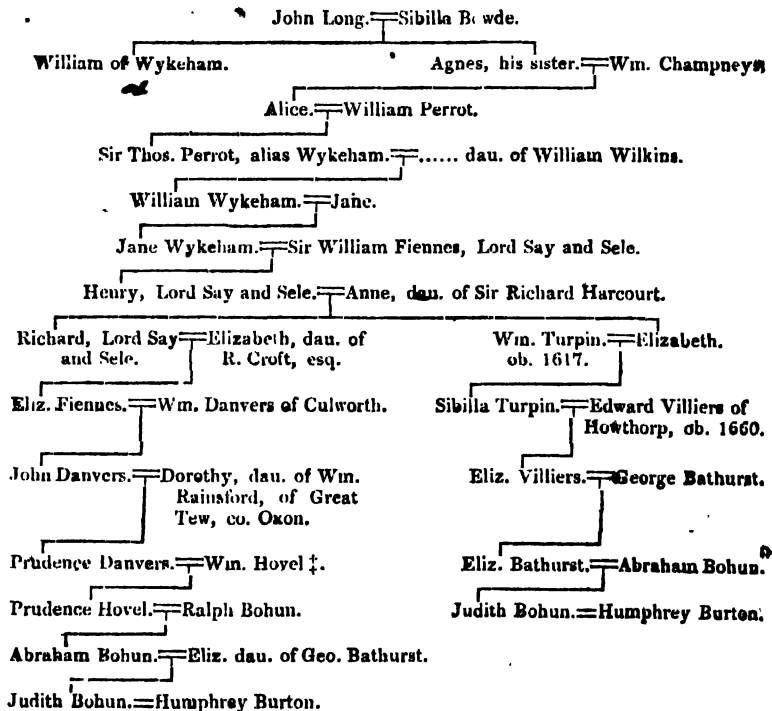 John Long. Sibilla Bowde.
William of Wykeham. Agnes, his sister. Wm. Champneys
Alice. William Perrot.
Sir Thos. Perrot, alias Wykeham. ...... dau. of William Wilkins.
William Wykeham. Jane.
Jane Wykeham. Sir William Fiennes, Lord Say and Sele.
Henry, Lord Say and Sele. Anne, dau. of Sir Richard Harcourt.
Richard, Lord Say Elizabeth, dau. of Wm. Turpin. Elizabeth.
and Sele. R. Croft, esq. ob. 1617.
Eliz. Fiennes. Wm. Danvers of Culworth. Sibilla Turpin. Edward Villiers of
Howthorp, ob. 1660.
John Danvers. Dorothy, dau. of Wm. Eliz. Villiers. George Bathurst.
Rainsford, of Great
Tew, co. Oxon.
Prudence Danvers. Wm. Hovel ‡. Eliz. Bathurst. Abraham Bohun.
Prudence Hovel. Ralph Bohun. Judith Bohun.=Humphrey Burton.
Abraham Bohun. Eliz. dau. of Geo. Bathurst.
Judith Bohun.=Humphrey Burton.